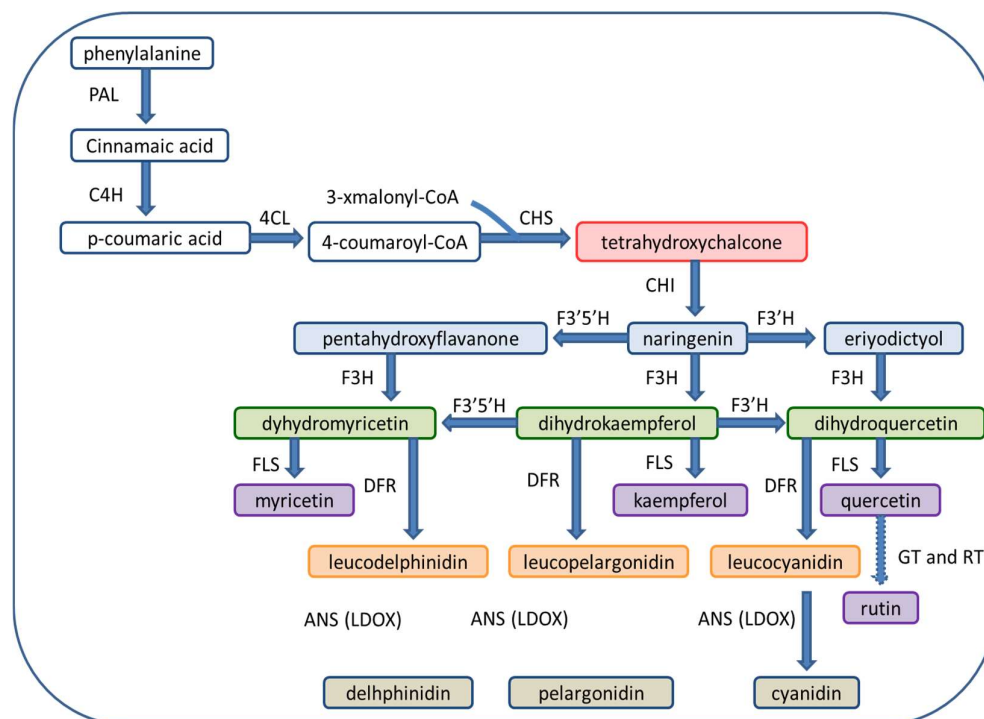 phenylalanine
PAL
Cinnamaic acid
C4H
3-xmalonyl-CoA
4CL
CHS
p-coumaric acid
4-coumaroyl-CoA
tetrahydroxychalcone
CHI
F3'5'H
F3'H
pentahydroxyflavanone
naringenin
eriyodictyol
F3H
F3H
F3H
F3'5'H
F3'H
dyhydromyricetin
dihydrokaempferol
dihydroquercetin
FLS
DFR
DFR
FLS
DFR
FLS
myricetin
kaempferol
quercetin
leucodelphinidin
leucopelargonidin
leucocyanidin
GT and RT
rutin
ANS (LDOX)
ANS (LDOX)
ANS (LDOX)
delhphinidin
pelargonidin
cyanidin